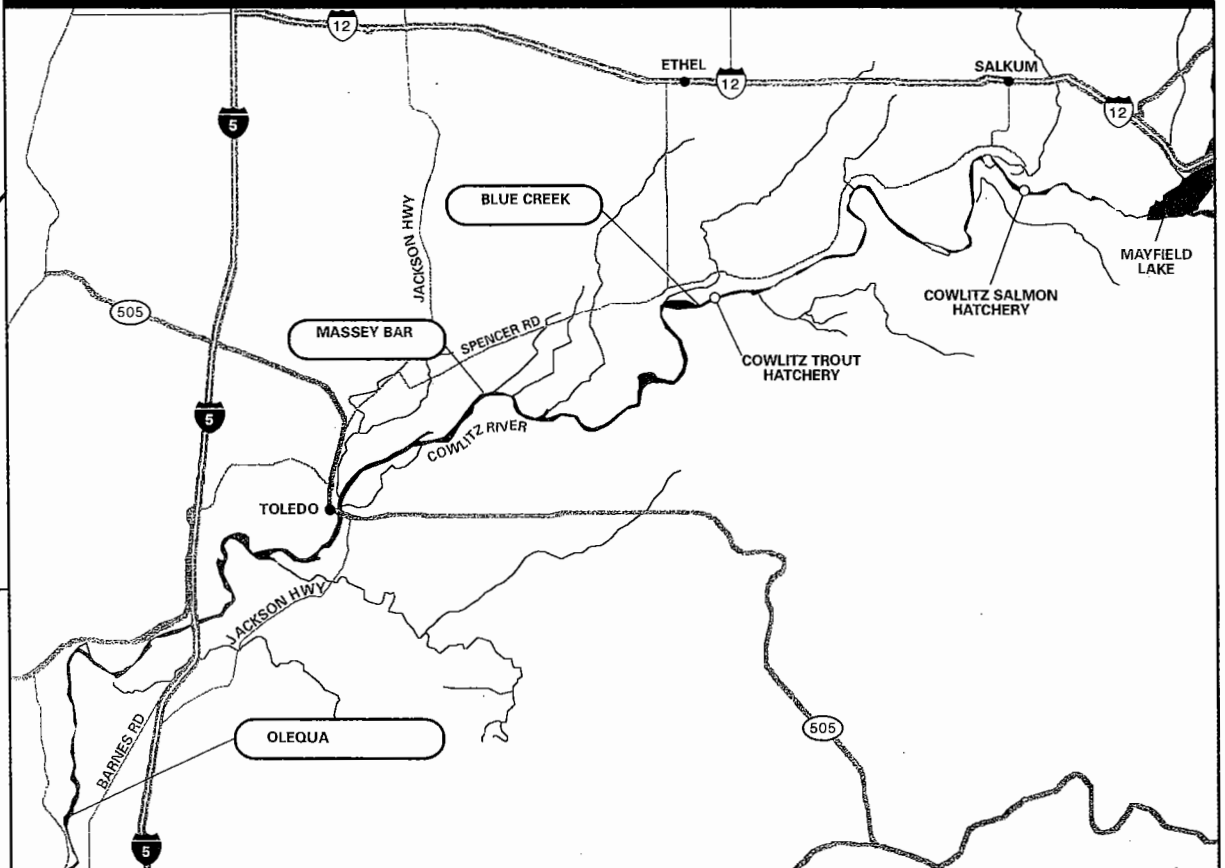 12
ETHEL
12
SALKUM
12
5
BLUE CREEK
JACKSON HWY
MAYFIELD
LAKE
COWLITZ SALMON
HATCHERY
505
MASSEY BAR
SPENCER RD
COWLITZ TROUT
HATCHERY
5
COWLITZ RIVER
TOLEDO
JACKSON HWY
BARNES RD
OLEQUA
505
5